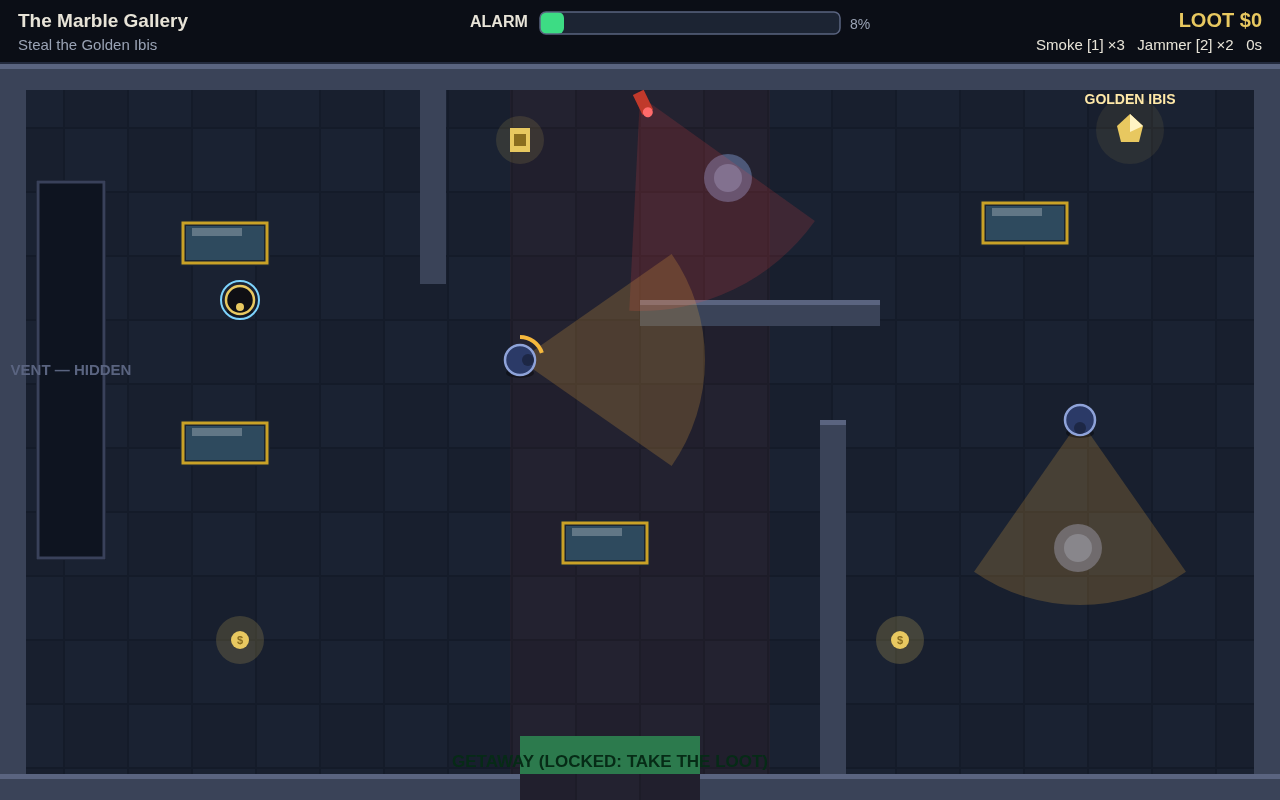 The Marble Gallery
Steal the Golden Ibis
ALARM 8%
LOOT $0
Smoke [1] ×3 Jammer [2] ×2 0s
GOLDEN IBIS
VENT — HIDDEN
$
$
GETAWAY (LOCKED: TAKE THE LOOT)